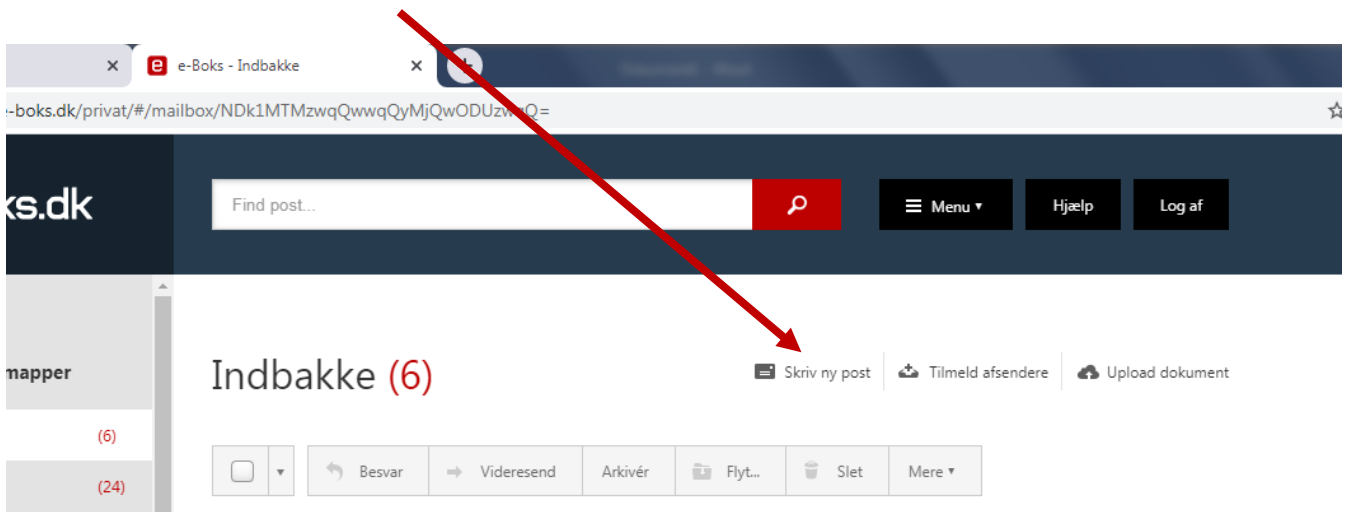 e-Boks - Indbakke
-boks.dk/privat/#/mailbox/
ks.dk
Find post...
Menu
Hjælp
Log af
mapper
Indbakke (6)
Skriv ny post
Tilmeld afsendere
Upload dokument
(6)
Besvar
Videresend
Arkivér
Flyt...
Slet
Mere
(24)